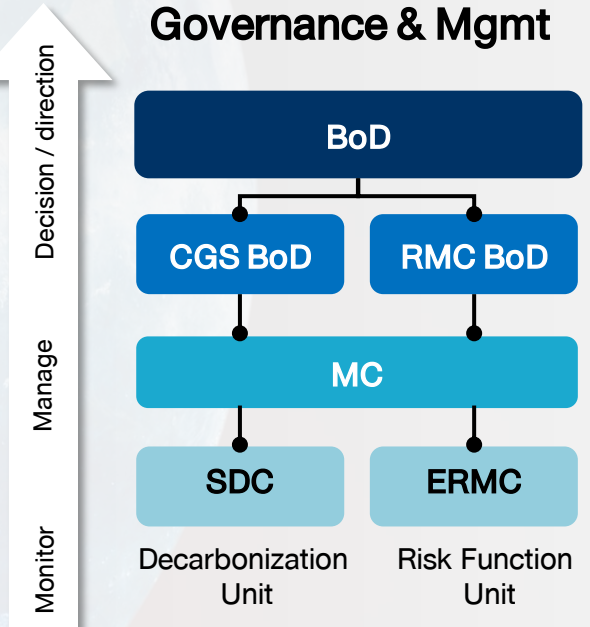 Governance & Mgmt
Decision / direction
BoD
CGS BoD
RMC BoD
Manage
MC
SDC
ERMC
Monitor
Decarbonization
Unit
Risk Function
Unit